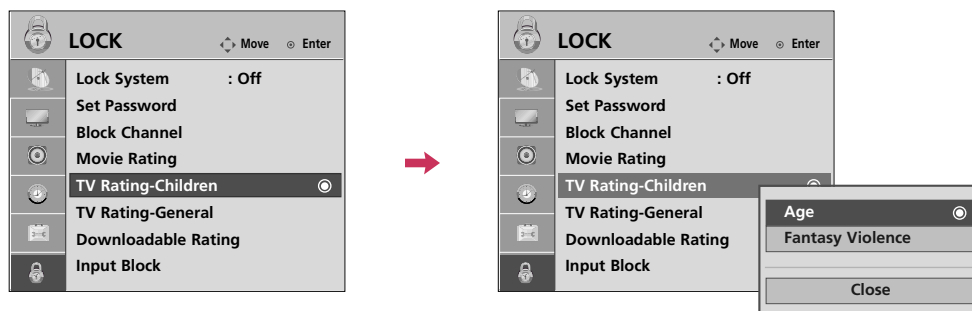 LOCK Move Enter
Lock System : Off
Set Password
Block Channel
Movie Rating
TV Rating-Children
TV Rating-General
Downloadable Rating
Input Block
LOCK Move Enter
Lock System : Off
Set Password
Block Channel
Movie Rating
TV Rating-Children
TV Rating-General
Downloadable Rating
Input Block
Age
Fantasy Violence
Close